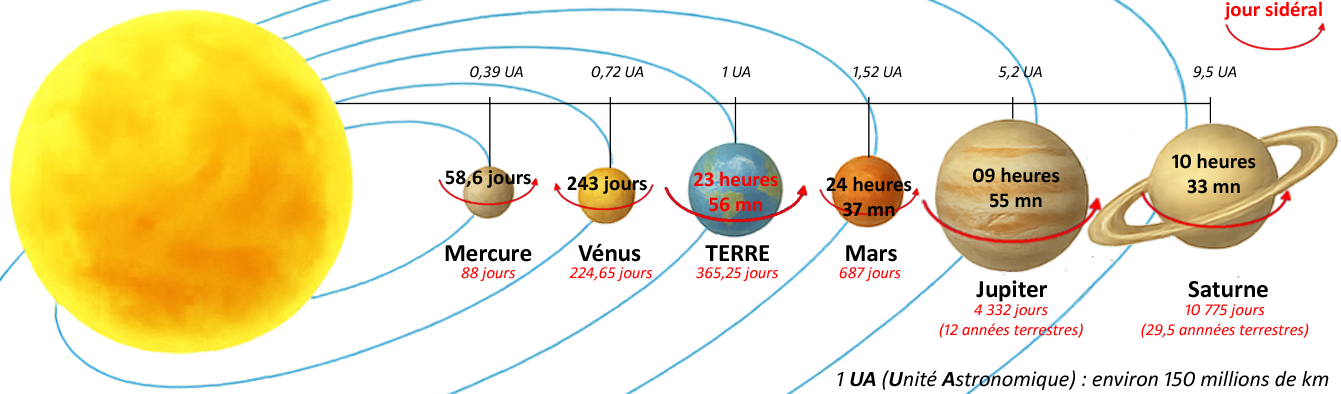 jour sidéral
0,39 UA
0,72 UA
1 UA
1,52 UA
5,2 UA
9,5 UA
58,6 jours
243 jours
23 heures
56 mn
24 heures
37 mn
09 heures
55 mn
10 heures
33 mn
Mercure
88 jours
Vénus
224,65 jours
TERRE
365,25 jours
Mars
687 jours
Jupiter
4 332 jours
(12 années terrestres)
Saturne
10 775 jours
(29,5 annnées terrestres)
1 UA (Unité Astronomique) : environ 150 millions de km